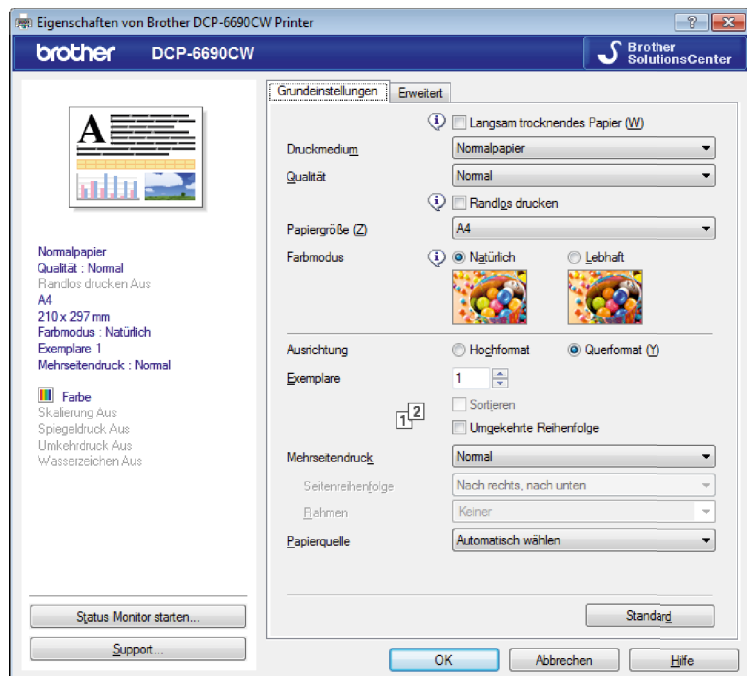 Eigenschaften von Brother DCP-6690CW Printer
brother DCP-6690CW
Brother
SolutionsCenter
Grundeinstellungen
Erweitert
Langsam trocknendes Papier (W)
Druckmedium
Normalpapier
Qualität
Normal
Randlos drucken
Papiergröße (Z)
A4
Farbmodus
Natürlich
Lebhaft
Ausrichtung
Hochformat
Querformat (Y)
Exemplare
1
1 2
Sortieren
Umgekehrte Reihenfolge
Mehrseitendruck
Normal
Seitenreihenfolge
Nach rechts, nach unten
Rahmen
Keiner
Papierquelle
Automatisch wählen
Standard
A
Normalpapier
Qualität : Normal
Randlos drucken Aus
A4
210 x 297 mm
Farbmodus : Natürlich
Exemplare 1
Mehrseitendruck : Normal
Farbe
Skalierung Aus
Spiegeldruck Aus
Umkehrdruck Aus
Wasserzeichen Aus
Status Monitor starten...
Support...
OK
Abbrechen
Hilfe